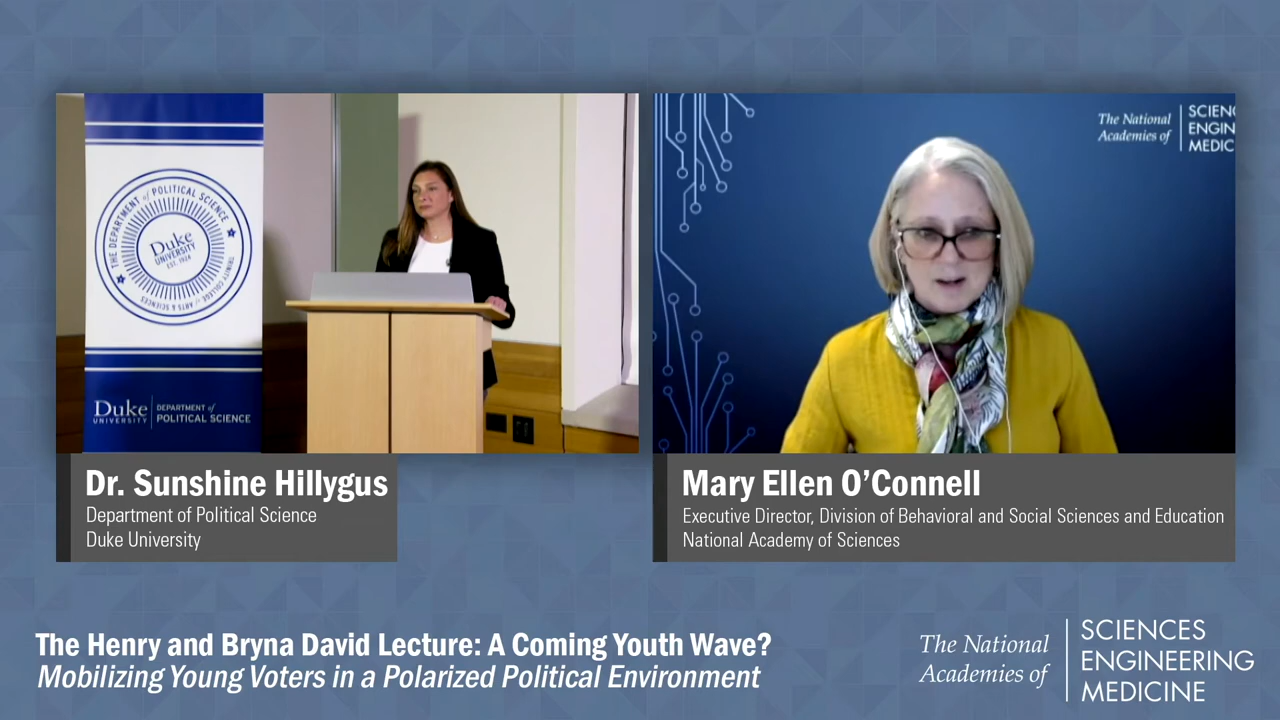 THE DEPARTMENT of POLITICAL SCIENCE
TRINITY COLLEGE of ARTS & SCIENCES
Duke
UNIVERSITY
EST. 1924
Duke
UNIVERSITY
DEPARTMENT of
POLITICAL SCIENCE
The National
Academies of
SCIENC
ENGIN
MEDIC
Dr. Sunshine Hillygus
Department of Political Science
Duke University
Mary Ellen O’Connell
Executive Director, Division of Behavioral and Social Sciences and Education
National Academy of Sciences
The Henry and Bryna David Lecture: A Coming Youth Wave?
Mobilizing Young Voters in a Polarized Political Environment
The National
Academies of
SCIENCES
ENGINEERING
MEDICINE